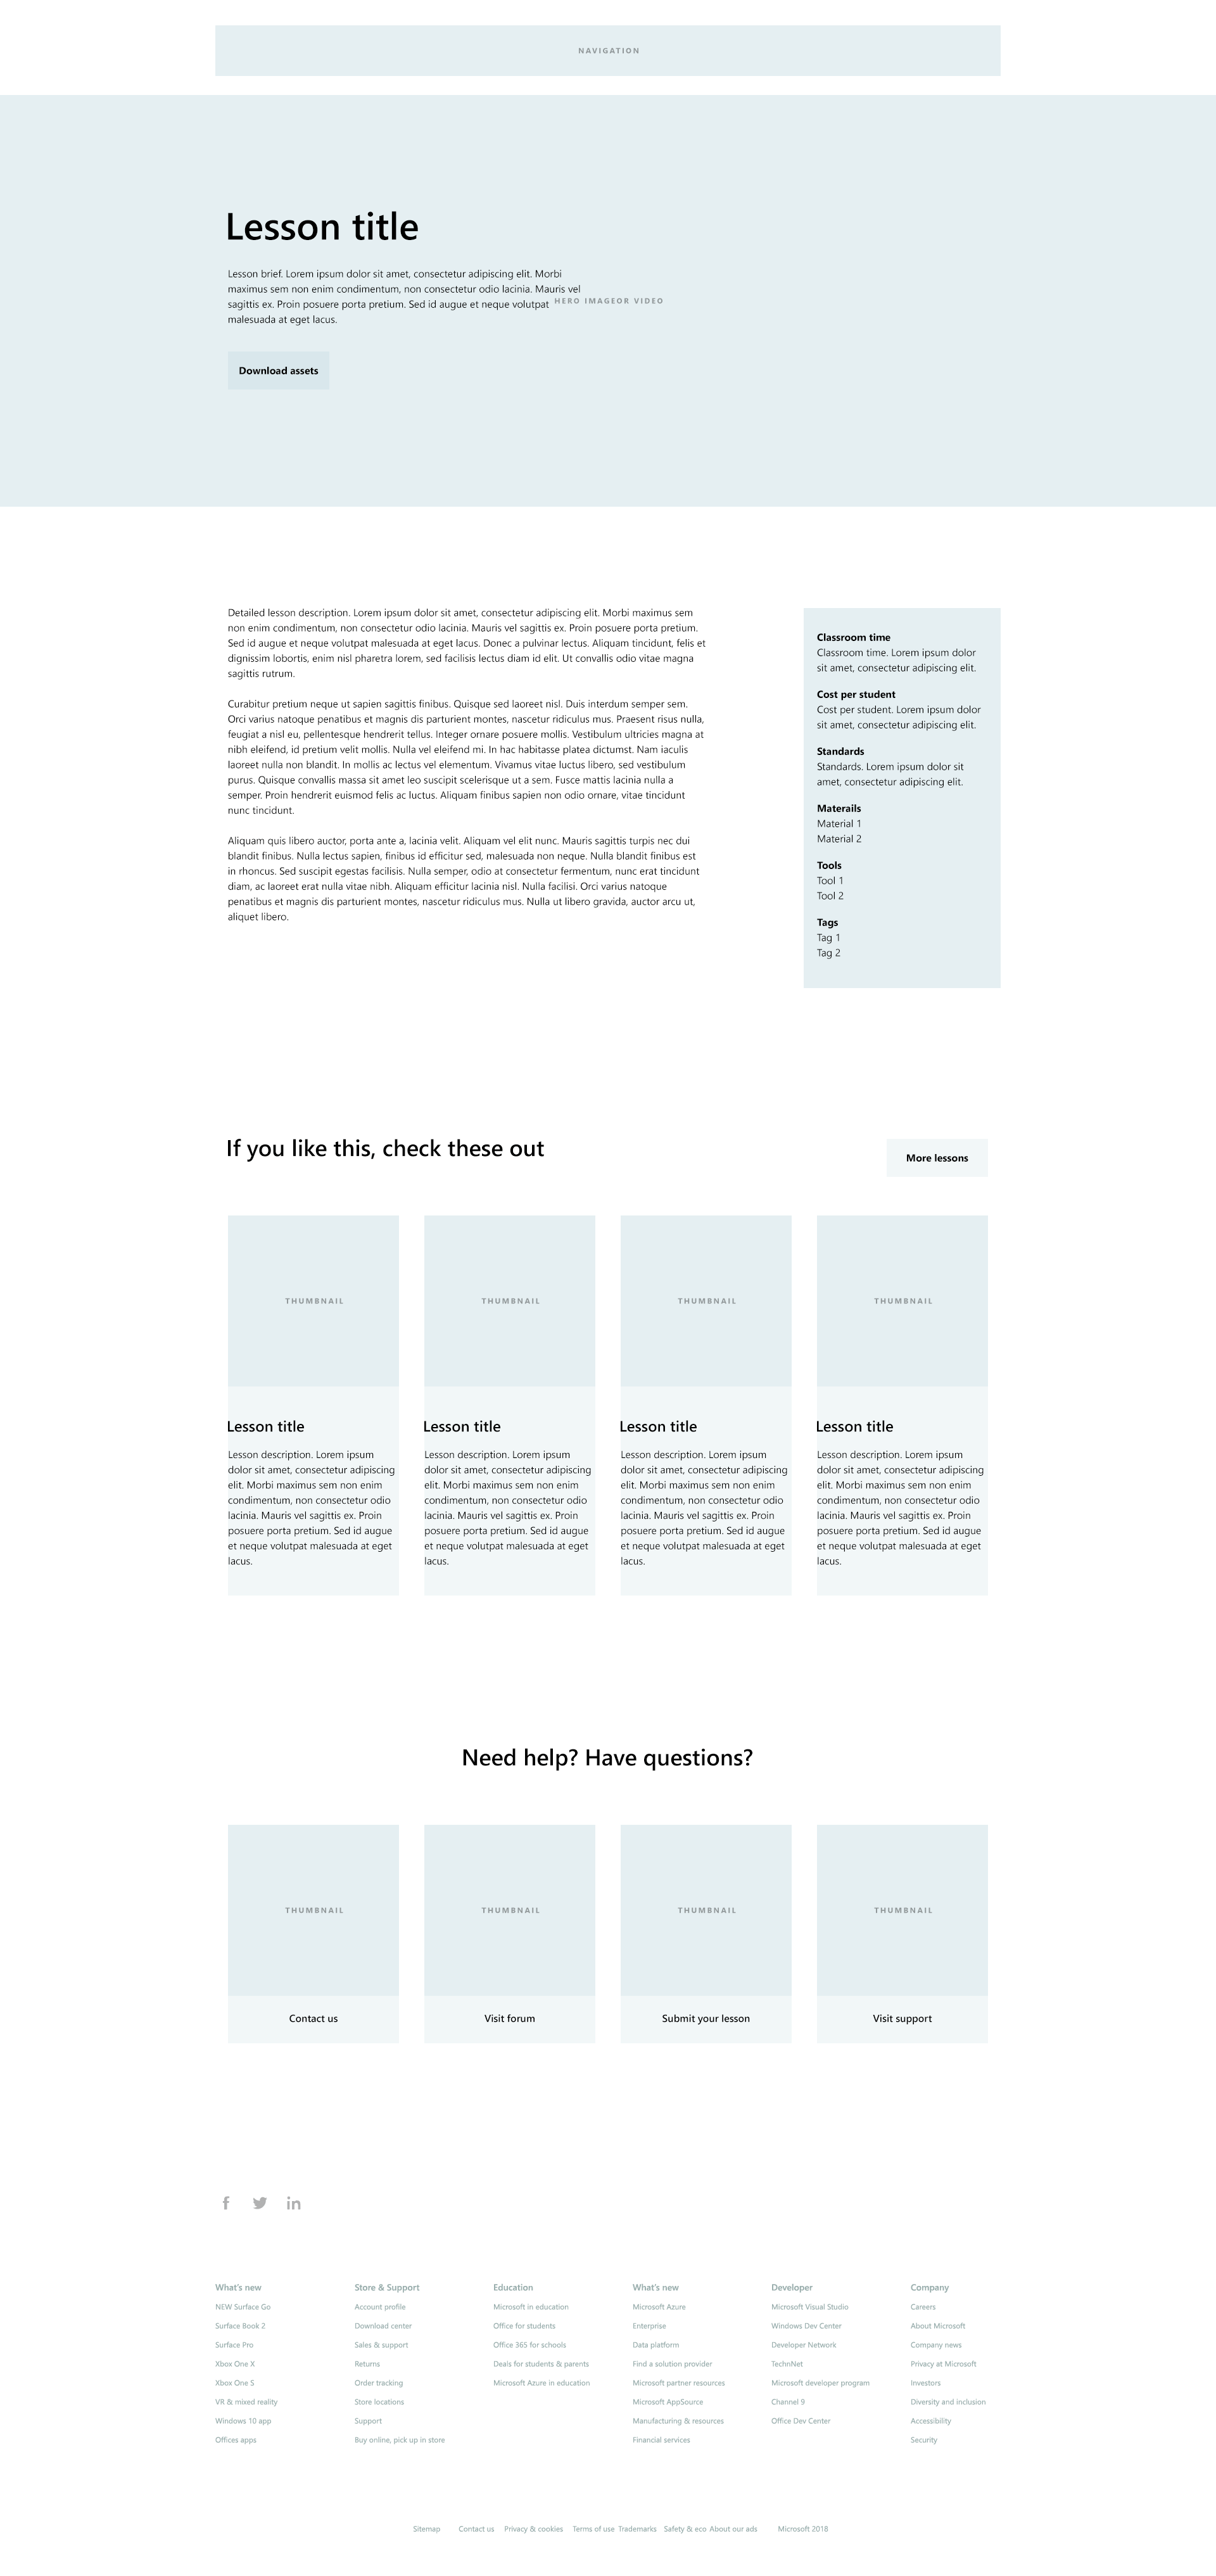 NAVIGATION
Lesson title
Lesson brief. Lorem ipsum dolor sit amet, consectetur adipiscing elit. Morbi
maximus sem non enim condimentum, non consectetur odio lacinia. Mauris vel
sagittis ex. Proin posuere porta pretium. Sed id augue et neque volutpat
malesuada at eget lacus.
HERO IMAGEOR VIDEO
Download assets
Detailed lesson description. Lorem ipsum dolor sit amet, consectetur adipiscing elit. Morbi maximus sem
non enim condimentum, non consectetur odio lacinia. Mauris vel sagittis ex. Proin posuere porta pretium.
Sed id augue et neque volutpat malesuada at eget lacus. Donec a pulvinar lectus. Aliquam tincidunt, felis et
dignissim lobortis, enim nisl pharetra lorem, sed facilisis lectus diam id elit. Ut convallis odio vitae magna
sagittis rutrum.
Curabitur pretium neque ut sapien sagittis finibus. Quisque sed laoreet nisl. Duis interdum semper sem.
Orci varius natoque penatibus et magnis dis parturient montes, nascetur ridiculus mus. Praesent risus nulla,
feugiat a nisl eu, pellentesque hendrerit tellus. Integer ornare posuere mollis. Vestibulum ultricies magna at
nibh eleifend, id pretium velit mollis. Nulla vel eleifend mi. In hac habitasse platea dictumst. Nam iaculis
laoreet nulla non blandit. In mollis ac lectus vel elementum. Vivamus vitae luctus libero, sed vestibulum
purus. Quisque convallis massa sit amet leo suscipit scelerisque ut a sem. Fusce mattis lacinia nulla a
semper. Proin hendrerit euismod felis ac luctus. Aliquam finibus sapien non odio ornare, vitae tincidunt
nunc tincidunt.
Aliquam quis libero auctor, porta ante a, lacinia velit. Aliquam vel elit nunc. Mauris sagittis turpis nec dui
blandit finibus. Nulla lectus sapien, finibus id efficitur sed, malesuada non neque. Nulla blandit finibus est
in rhoncus. Sed suscipit egestas facilisis. Nulla semper, odio at consectetur fermentum, nunc erat tincidunt
diam, ac laoreet erat nulla vitae nibh. Aliquam efficitur lacinia nisl. Nulla facilisi. Orci varius natoque
penatibus et magnis dis parturient montes, nascetur ridiculus mus. Nulla ut libero gravida, auctor arcu ut,
aliquet libero.
Classroom time
Classroom time. Lorem ipsum dolor
sit amet, consectetur adipiscing elit.
Cost per student
Cost per student. Lorem ipsum dolor
sit amet, consectetur adipiscing elit.
Standards
Standards. Lorem ipsum dolor sit
amet, consectetur adipiscing elit.
Materails
Material 1
Material 2
Tools
Tool 1
Tool 2
Tags
Tag 1
Tag 2
If you like this, check these out
More lessons
THUMBNAIL
Lesson title
Lesson description. Lorem ipsum
dolor sit amet, consectetur adipiscing
elit. Morbi maximus sem non enim
condimentum, non consectetur odio
lacinia. Mauris vel sagittis ex. Proin
posuere porta pretium. Sed id augue
et neque volutpat malesuada at eget
lacus.
THUMBNAIL
Lesson title
Lesson description. Lorem ipsum
dolor sit amet, consectetur adipiscing
elit. Morbi maximus sem non enim
condimentum, non consectetur odio
lacinia. Mauris vel sagittis ex. Proin
posuere porta pretium. Sed id augue
et neque volutpat malesuada at eget
lacus.
THUMBNAIL
Lesson title
Lesson description. Lorem ipsum
dolor sit amet, consectetur adipiscing
elit. Morbi maximus sem non enim
condimentum, non consectetur odio
lacinia. Mauris vel sagittis ex. Proin
posuere porta pretium. Sed id augue
et neque volutpat malesuada at eget
lacus.
THUMBNAIL
Lesson title
Lesson description. Lorem ipsum
dolor sit amet, consectetur adipiscing
elit. Morbi maximus sem non enim
condimentum, non consectetur odio
lacinia. Mauris vel sagittis ex. Proin
posuere porta pretium. Sed id augue
et neque volutpat malesuada at eget
lacus.
Need help? Have questions?
THUMBNAIL
Contact us
THUMBNAIL
Visit forum
THUMBNAIL
Submit your lesson
THUMBNAIL
Visit support
What's new
NEW Surface Go
Surface Book 2
Surface Pro
Xbox One X
Xbox One S
VR & mixed reality
Windows 10 app
Offices apps
Store & Support
Account profile
Download center
Sales & support
Returns
Order tracking
Store locations
Support
Buy online, pick up in store
Education
Microsoft in education
Office for students
Office 365 for schools
Deals for students & parents
Microsoft Azure in education
What's new
Microsoft Azure
Enterprise
Data platform
Find a solution provider
Microsoft partner resources
Microsoft AppSource
Manufacturing & resources
Financial services
Developer
Microsoft Visual Studio
Windows Dev Center
Developer Network
TechnNet
Microsoft developer program
Channel 9
Office Dev Center
Company
Careers
About Microsoft
Company news
Privacy at Microsoft
Investors
Diversity and inclusion
Accessibility
Security
Sitemap Contact us Privacy & cookies Terms of use Trademarks Safety & eco About our ads Microsoft 2018